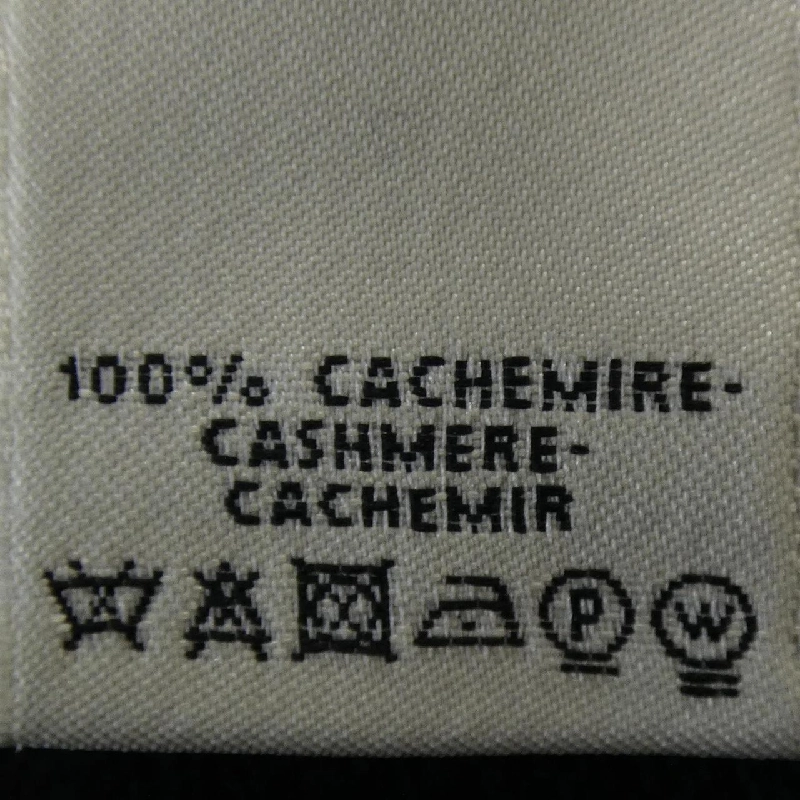 100% CACHEMIRE-
CASHMERE-
CACHEMIR
P W